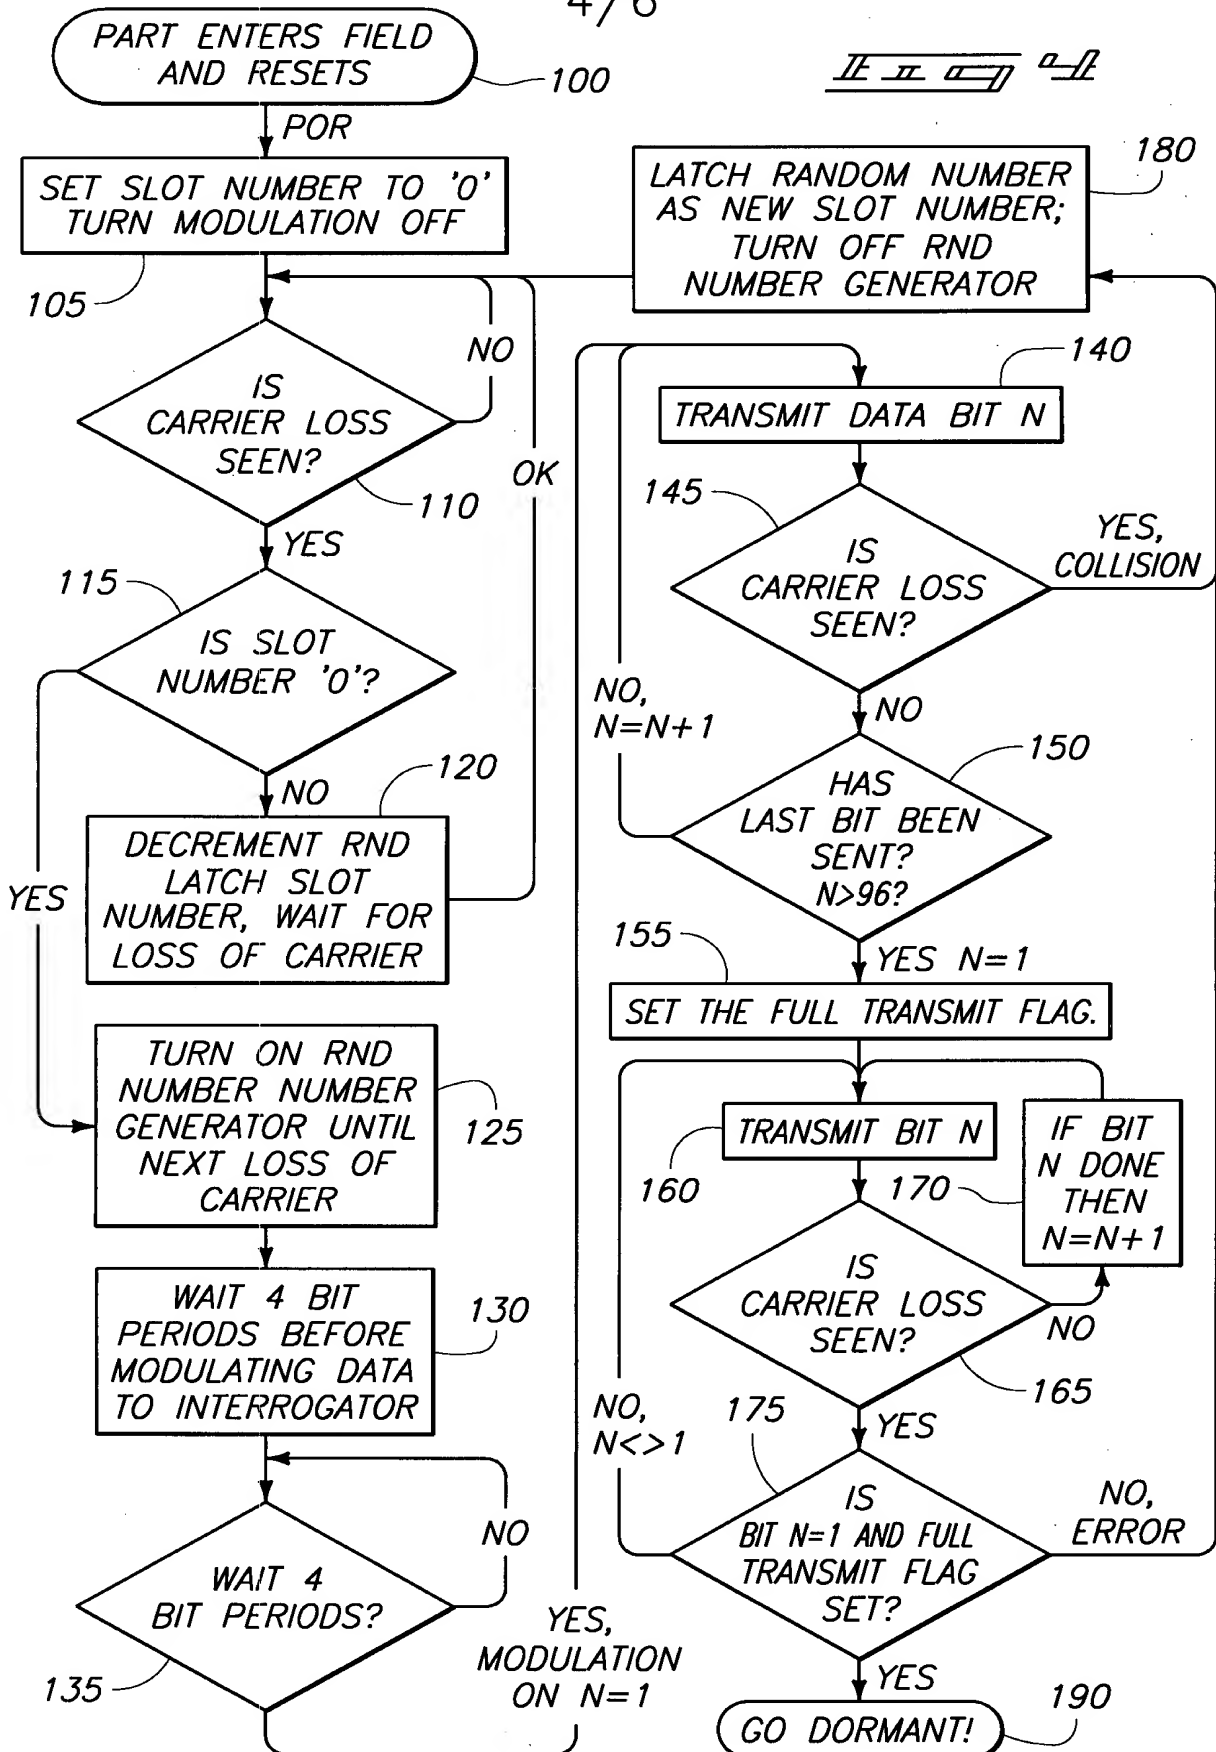 4/6
Fig 4
PART ENTERS FIELD
AND RESETS
100
POR
SET SLOT NUMBER TO '0'
TURN MODULATION OFF
105
IS
CARRIER LOSS
SEEN?
110
NO
OK
YES
115
IS SLOT
NUMBER '0'?
NO
120
YES
DECREMENT RND
LATCH SLOT
NUMBER, WAIT FOR
LOSS OF CARRIER
TURN ON RND
NUMBER NUMBER
GENERATOR UNTIL
NEXT LOSS OF
CARRIER
125
WAIT 4 BIT
PERIODS BEFORE
MODULATING DATA
TO INTERROGATOR
130
NO
WAIT 4
BIT PERIODS?
135
YES,
MODULATION
ON N=1
180
LATCH RANDOM NUMBER
AS NEW SLOT NUMBER;
TURN OFF RND
NUMBER GENERATOR
140
TRANSMIT DATA BIT N
145
IS
CARRIER LOSS
SEEN?
YES,
COLLISION
NO
NO,
N=N+1
150
HAS
LAST BIT BEEN
SENT?
N>96?
155
YES N=1
SET THE FULL TRANSMIT FLAG.
TRANSMIT BIT N
160
170
IF BIT
N DONE
THEN
N=N+1
IS
CARRIER LOSS
SEEN?
NO
165
YES
NO,
N<>1
175
IS
BIT N=1 AND FULL
TRANSMIT FLAG
SET?
NO,
ERROR
YES
190
GO DORMANT!